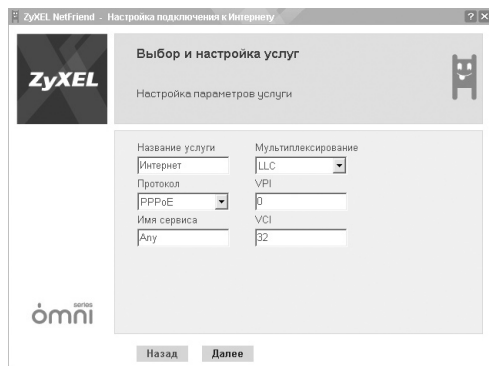 ZyXEL NetFriend - Настройка подключения к Интернету
ZyXEL
Выбор и настройка услуг
Настройка параметров услуги
Название услуги
Мультиплексирование
Интернет
LLC
Протокол
VPI
PPPoE
0
Имя сервиса
VCI
Any
32
omni series
Назад
Далее